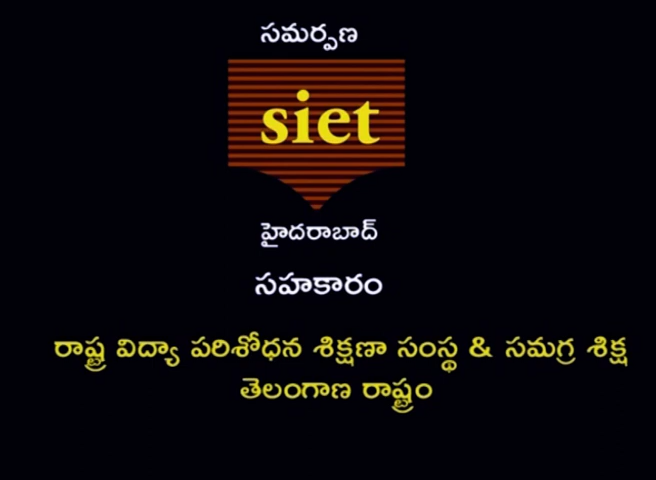 సమర్పణ
siet
హైదరాబాద్
సహకారం
రాష్ట్ర విద్యా పరిశోధన శిక్షణా సంస్థ & సమగ్ర శిక్ష
తెలంగాణ రాష్ట్రం